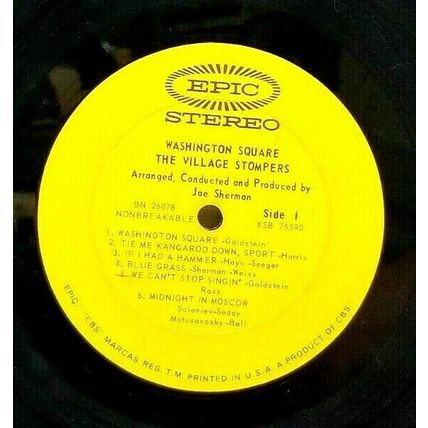 EPIC
STEREO
WASHINGTON SQUARE
THE VILLAGE STOMPERS
Arranged, Conducted and Produced by
Joe Sherman
BN 26078
NONBREAKABLE
Side 1
XSB 75590
1. WASHINGTON SQUARE -Goldstein
2. TIE ME KANGAROO DOWN, SPORT -Harris
3. IF I HAD A HAMMER -Hays -Seeger
4. BLUE GRASS -Sherman -Weiss
5. WE CAN'T STOP SINGIN' -Goldstein
Ross
6. MIDNIGHT IN MOSCOW
Soloviev-Sedoy
Matusovsky -Ball
EPIC "CBS" MARCAS REG. T.M. PRINTED IN U.S.A. A PRODUCT OF CBS